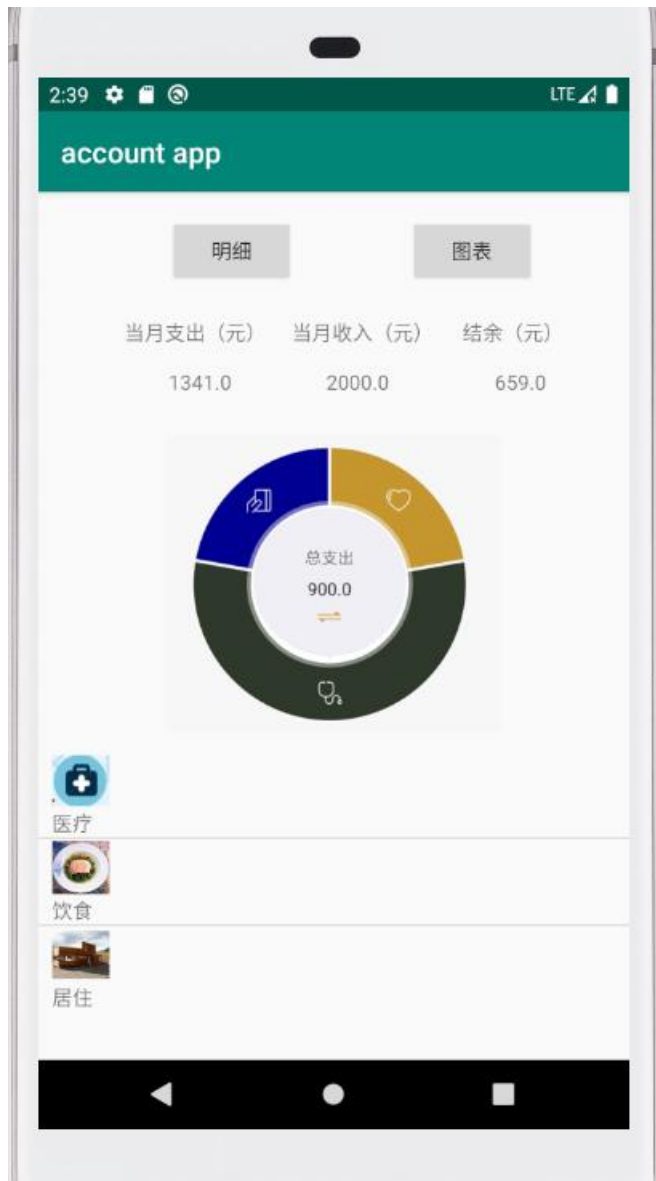 2:39
LTE
account app
明细
图表
当月支出（元）
当月收入（元）
结余（元）
1341.0
2000.0
659.0
总支出
900.0
医疗
饮食
居住